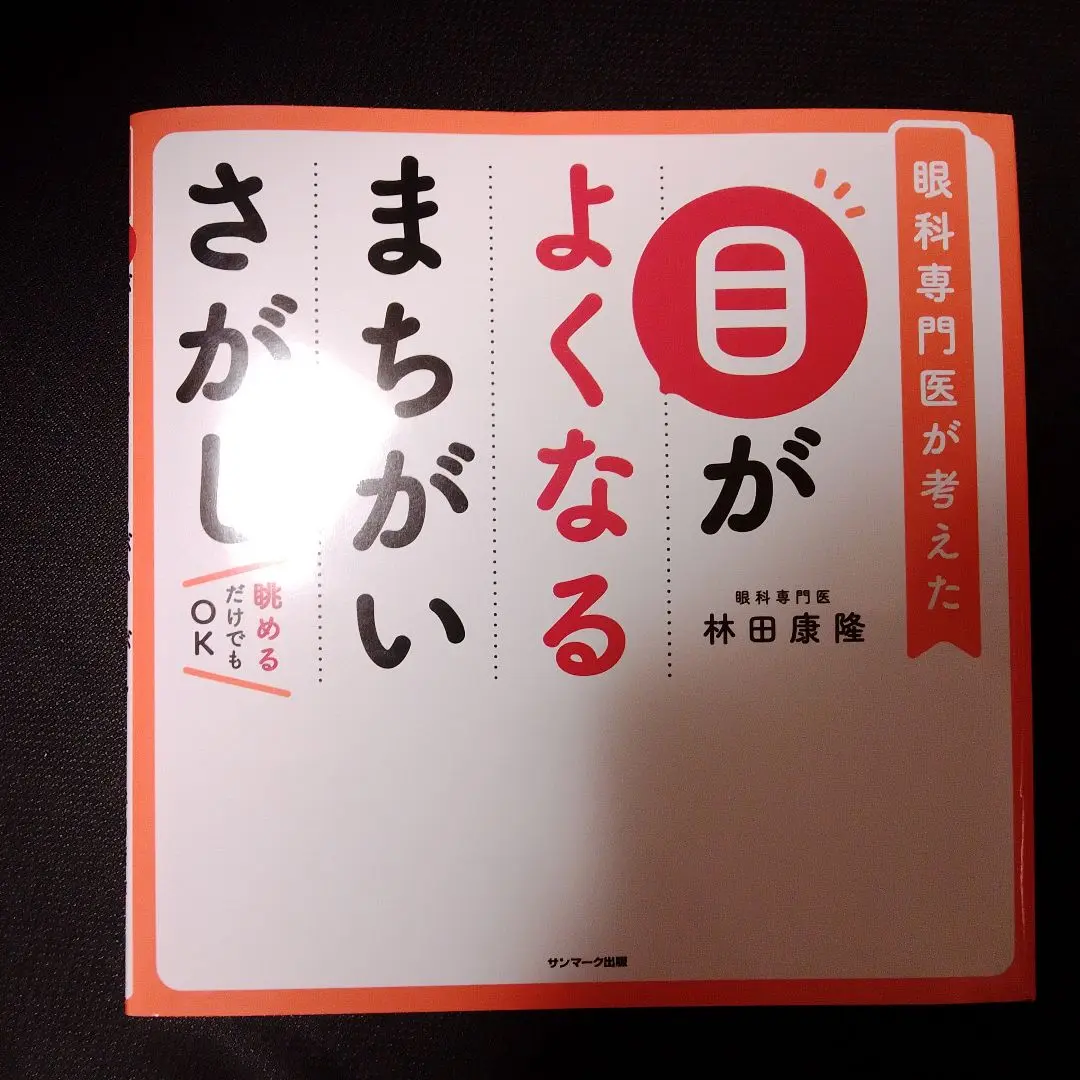 眼科専門医が考えた
目が
よくなる
まちがい
さがし
眼科専門医
林田康隆
眺める
だけでも
OK
サンマーク出版